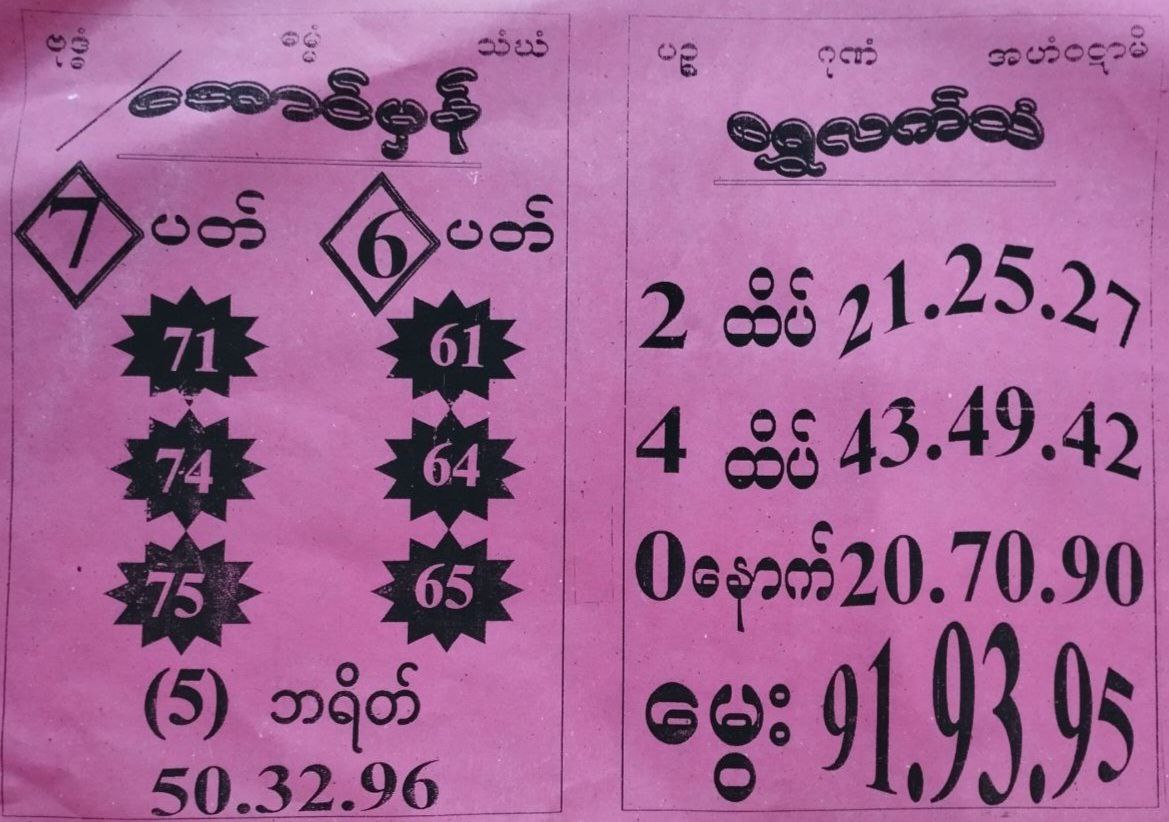 ဗုဒ္ဓံ ဓမ္မံ သံဃံ
အောင်မှန်
7 ပတ် 6 ပတ်
71 61
74 64
75 65
(5) ဘရိတ်
50.32.96
ပဉ္စ ဂုဏံ အဟံဝန္ဒာမိ
ရွှေလက်သံ
2 ထိပ် 21.25.27
4 ထိပ် 43.49.42
0 နောက် 20.70.90
မွေး 91.93.95